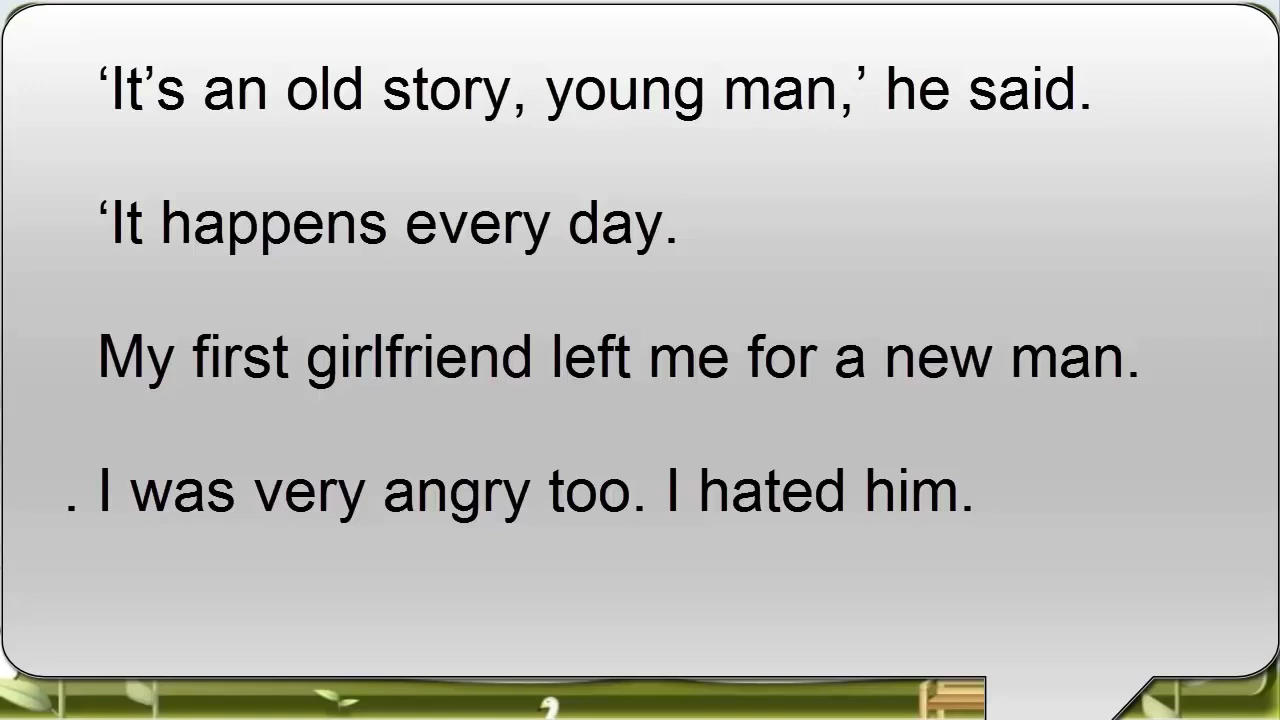 ‘It’s an old story, young man,’ he said.
‘It happens every day.
My first girlfriend left me for a new man.
. I was very angry too. I hated him.